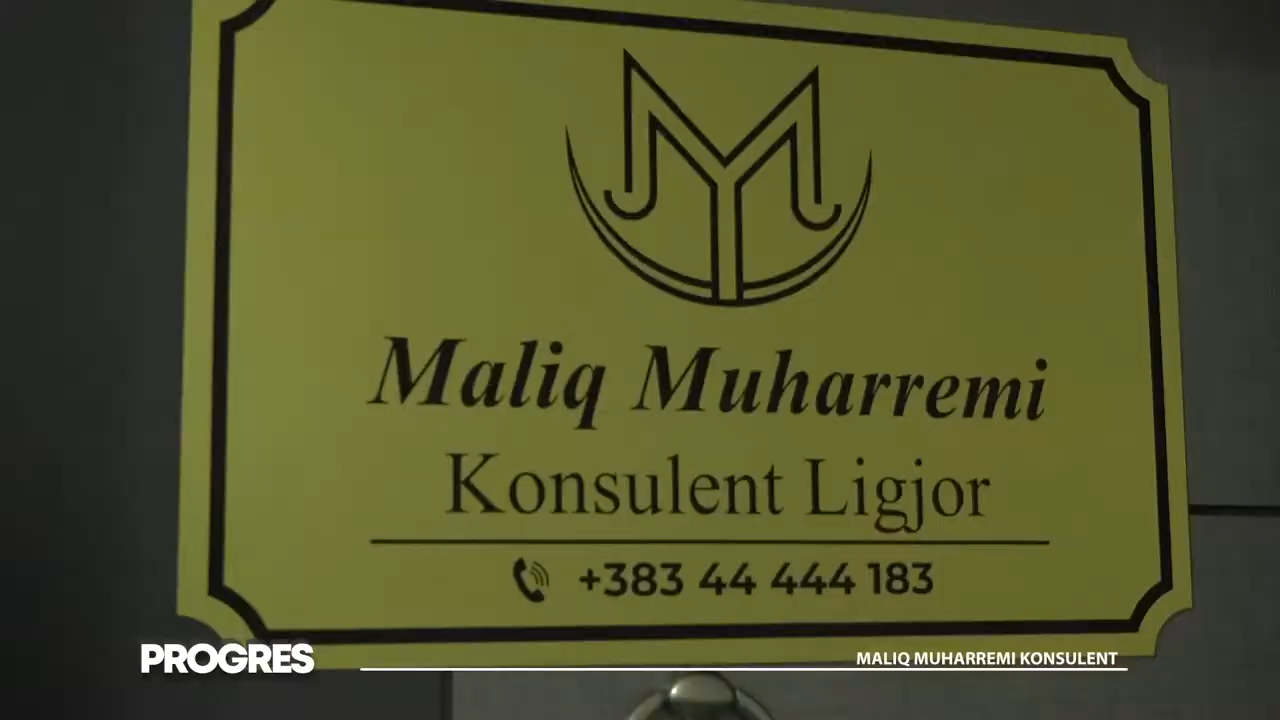 Maliq Muharremi
Konsulent Ligjor
+383 44 444 183
PROGRES
MALIQ MUHARREMI KONSULENT